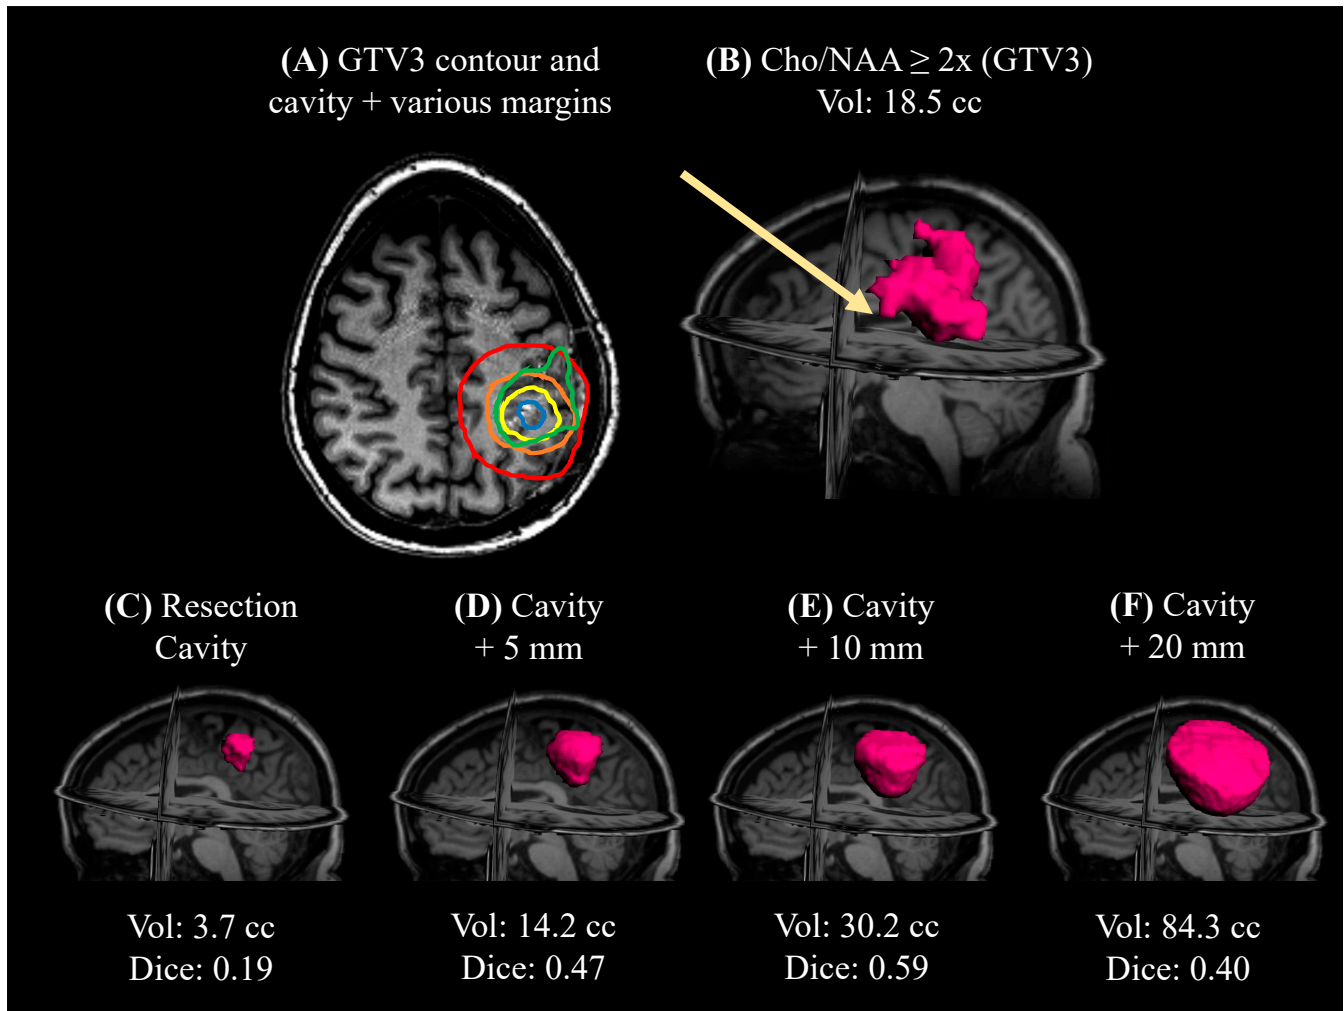 (A) GTV3 contour and
cavity + various margins
(B) Cho/NAA ≥ 2x (GTV3)
Vol: 18.5 cc
(C) Resection
Cavity
(D) Cavity
+ 5 mm
(E) Cavity
+ 10 mm
(F) Cavity
+ 20 mm
Vol: 3.7 cc
Dice: 0.19
Vol: 14.2 cc
Dice: 0.47
Vol: 30.2 cc
Dice: 0.59
Vol: 84.3 cc
Dice: 0.40